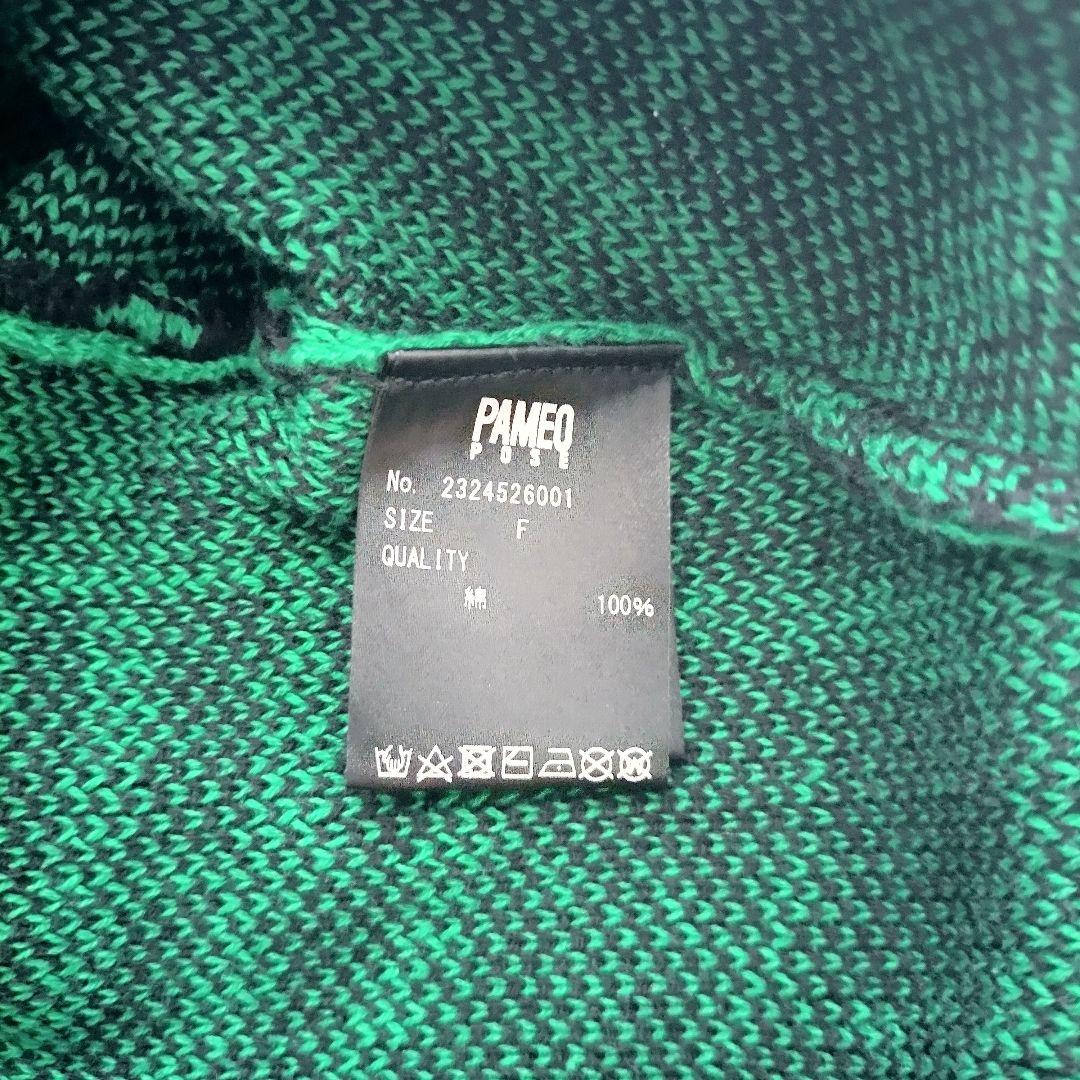 PAMEO
POSE
No. 2324526001
SIZE F
QUALITY
綿 100%